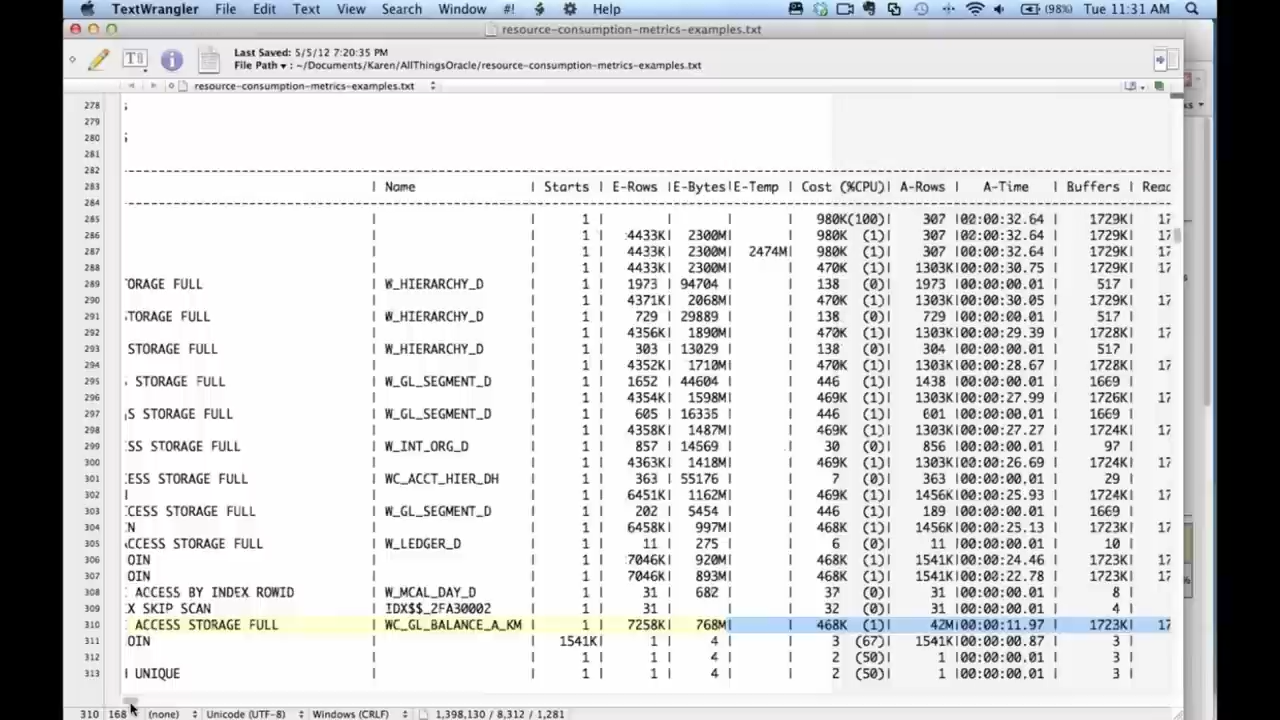 TextWrangler File Edit Text View Search Window #! Help (98%) Tue 11:31 AM
resource-consumption-metrics-examples.txt
Last Saved: 5/5/12 7:20:35 PM
File Path ▾ : ~/Documents/Karen/AllThingsOracle/resource-consumption-metrics-examples.txt
resource-consumption-metrics-examples.txt
278 ;
279
280 ;
281
282 --------------------------------
283 | Name | Starts | E-Rows |E-Bytes|E-Temp | Cost (%CPU)| A-Rows | A-Time | Buffers | Reac
284 --------------------------------
285 | | 1 | | | | 980K(100)| 307 |00:00:32.64 | 1729K| 17
286 | | 1 | 4433K| 2300M| | 980K (1)| 307 |00:00:32.64 | 1729K| 17
287 | | 1 | 4433K| 2300M| 2474M| 980K (1)| 307 |00:00:32.64 | 1729K| 17
288 | | 1 | 4433K| 2300M| | 470K (1)| 1303K|00:00:30.75 | 1729K| 17
289 ORAGE FULL | W_HIERARCHY_D | 1 | 1973 | 94704 | | 138 (0)| 1973 |00:00:00.01 | 517 |
290 | | 1 | 4371K| 2068M| | 470K (1)| 1303K|00:00:30.05 | 1729K| 17
291 TORAGE FULL | W_HIERARCHY_D | 1 | 729 | 29889 | | 138 (0)| 729 |00:00:00.01 | 517 |
292 | | 1 | 4356K| 1890M| | 470K (1)| 1303K|00:00:29.39 | 1728K| 17
293 STORAGE FULL | W_HIERARCHY_D | 1 | 303 | 13029 | | 138 (0)| 304 |00:00:00.01 | 517 |
294 | | 1 | 4352K| 1710M| | 470K (1)| 1303K|00:00:28.67 | 1728K| 17
295 STORAGE FULL | W_GL_SEGMENT_D | 1 | 1652 | 44604 | | 446 (1)| 1438 |00:00:00.01 | 1669 |
296 | | 1 | 4354K| 1598M| | 469K (1)| 1303K|00:00:27.99 | 1726K| 17
297 S STORAGE FULL | W_GL_SEGMENT_D | 1 | 605 | 16335 | | 446 (1)| 601 |00:00:00.01 | 1669 |
298 | | 1 | 4358K| 1487M| | 469K (1)| 1303K|00:00:27.27 | 1724K| 17
299 SS STORAGE FULL | W_INT_ORG_D | 1 | 857 | 14569 | | 30 (0)| 856 |00:00:00.01 | 97 |
300 | | 1 | 4363K| 1418M| | 469K (1)| 1303K|00:00:26.69 | 1724K| 17
301 ESS STORAGE FULL | WC_ACCT_HIER_DH | 1 | 363 | 55176 | | 7 (0)| 363 |00:00:00.01 | 29 |
302 | | 1 | 6451K| 1162M| | 469K (1)| 1456K|00:00:25.93 | 1724K| 17
303 CESS STORAGE FULL | W_GL_SEGMENT_D | 1 | 202 | 5454 | | 446 (1)| 189 |00:00:00.01 | 1669 |
304 N | | 1 | 6458K| 997M| | 468K (1)| 1456K|00:00:25.13 | 1723K| 17
305 CCESS STORAGE FULL | W_LEDGER_D | 1 | 11 | 275 | | 6 (0)| 11 |00:00:00.01 | 10 |
306 OIN | | 1 | 7046K| 920M| | 468K (1)| 1541K|00:00:24.46 | 1723K| 17
307 OIN | | 1 | 7046K| 893M| | 468K (1)| 1541K|00:00:22.78 | 1723K| 17
308 ACCESS BY INDEX ROWID | W_MCAL_DAY_D | 1 | 31 | 682 | | 37 (0)| 31 |00:00:00.01 | 8 |
309 X SKIP SCAN | IDX$$_2FA30002 | 1 | 31 | | | 32 (0)| 31 |00:00:00.01 | 4 |
310 ACCESS STORAGE FULL | WC_GL_BALANCE_A_KM | 1 | 7258K| 768M| | 468K (1)| 42M|00:00:11.97 | 1723K| 17
311 OIN | | 1541K| 1 | 4 | | 3 (67)| 1541K|00:00:00.87 | 3 |
312 | | 1 | 1 | 4 | | 2 (50)| 1 |00:00:00.01 | 3 |
313 UNIQUE | | 1 | 1 | 4 | | 2 (50)| 1 |00:00:00.01 | 3 |
310 168 (none) Unicode (UTF-8) Windows (CRLF) 1,398,130 / 8,312 / 1,281